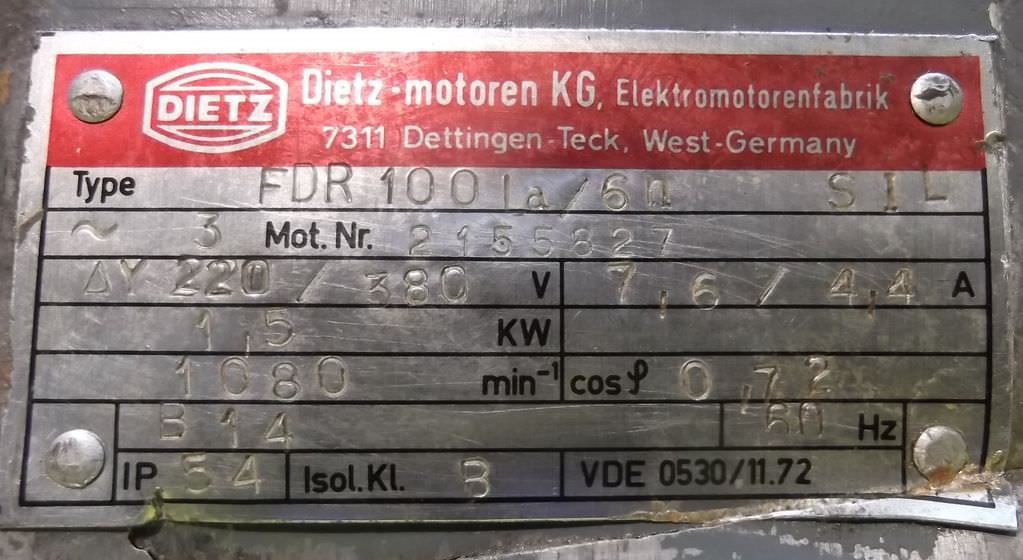 DIETZ Dietz-motoren KG, Elektromotorenfabrik
7311 Dettingen-Teck, West-Germany
Type FDR 100 La/6n SIL
~ 3 Mot. Nr. 2155827
ΔY 220 / 380 V 7,6 / 4,4 A
1,5 KW
1080 min⁻¹ cos φ 0,72
B 14 60 Hz
IP 54 Isol. Kl. B VDE 0530/11.72